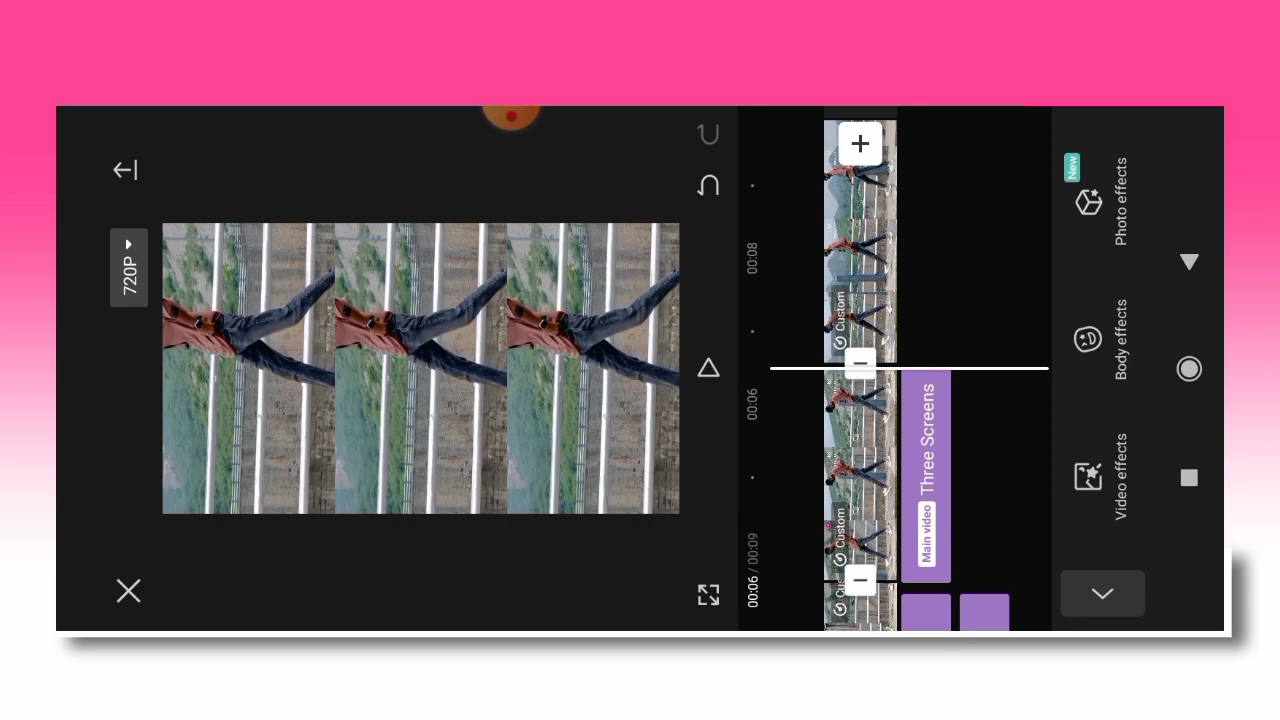 720P
00:06 / 00:09
00:06
00:08
Cus
Custom
Custom
Main video Three Screens
Video effects
Body effects
Photo effects
New